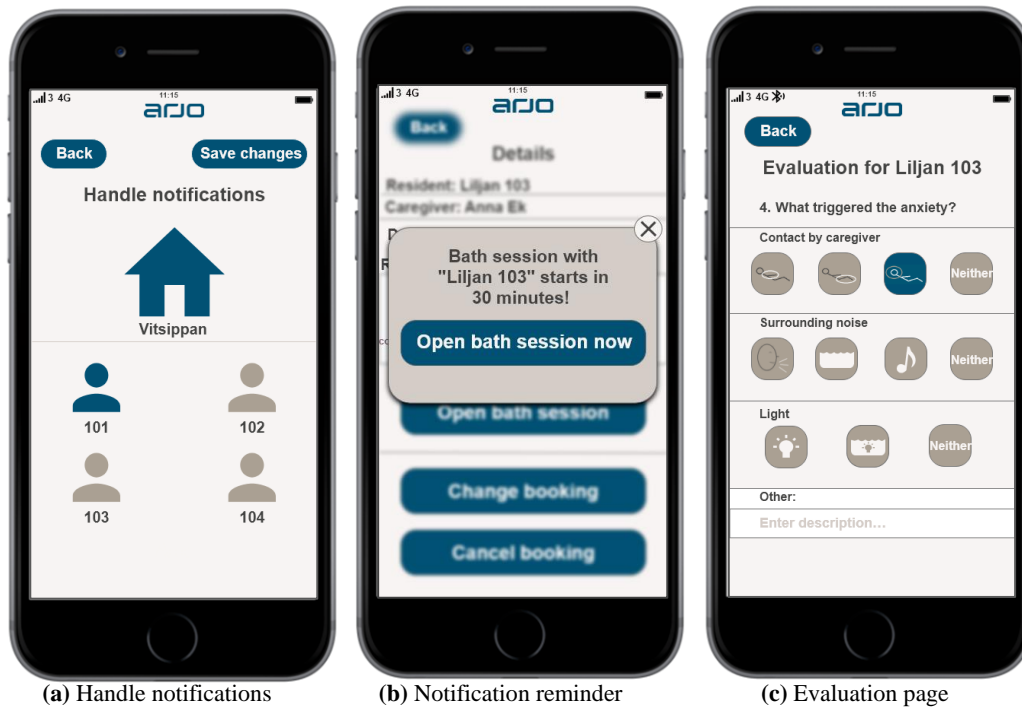 3 4G
11:15
arjo
Back
Save changes
Handle notifications
Vitsippan
101
102
103
104
(a) Handle notifications
3 4G
11:15
arjo
Back
Details
Resident: Liljan 103
Caregiver: Anna Ek
Bath session with
"Liljan 103" starts in
30 minutes!
Open bath session now
Open bath session
Change booking
Cancel booking
(b) Notification reminder
3 4G
11:15
arjo
Back
Evaluation for Liljan 103
4. What triggered the anxiety?
Contact by caregiver
Neither
Surrounding noise
Neither
Light
Neither
Other:
Enter description...
(c) Evaluation page